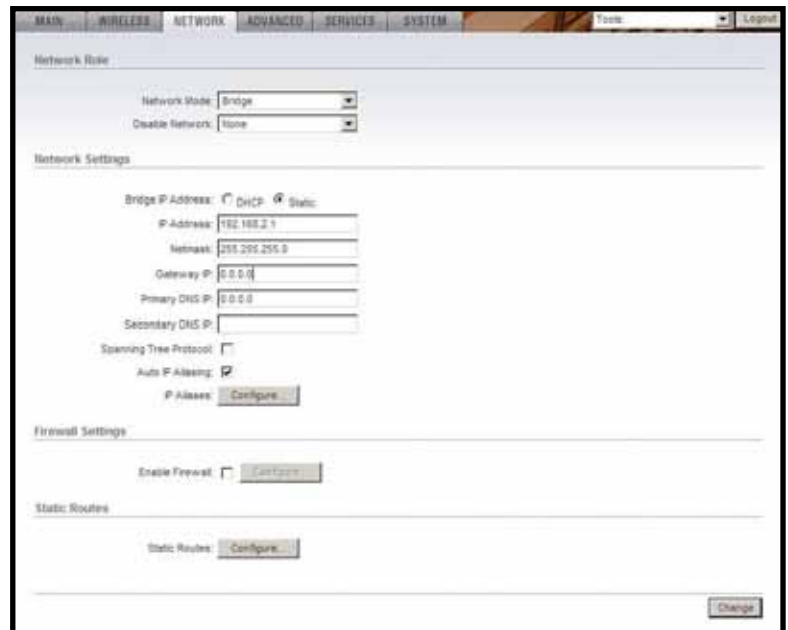 MAIN WIRELESS NETWORK ADVANCED SERVICES SYSTEM Tools: Logout
Network Role
Network Mode: Bridge
Disable Network: None
Network Settings
Bridge IP Address: DHCP Static
IP Address: 192.168.2.1
Netmask: 255.255.255.0
Gateway IP: 0.0.0.0
Primary DNS IP: 0.0.0.0
Secondary DNS IP:
Spanning Tree Protocol:
Auto IP Aliasing:
IP Aliases: Configure...
Firewall Settings
Enable Firewall: Configure...
Static Routes
Static Routes: Configure...
Change